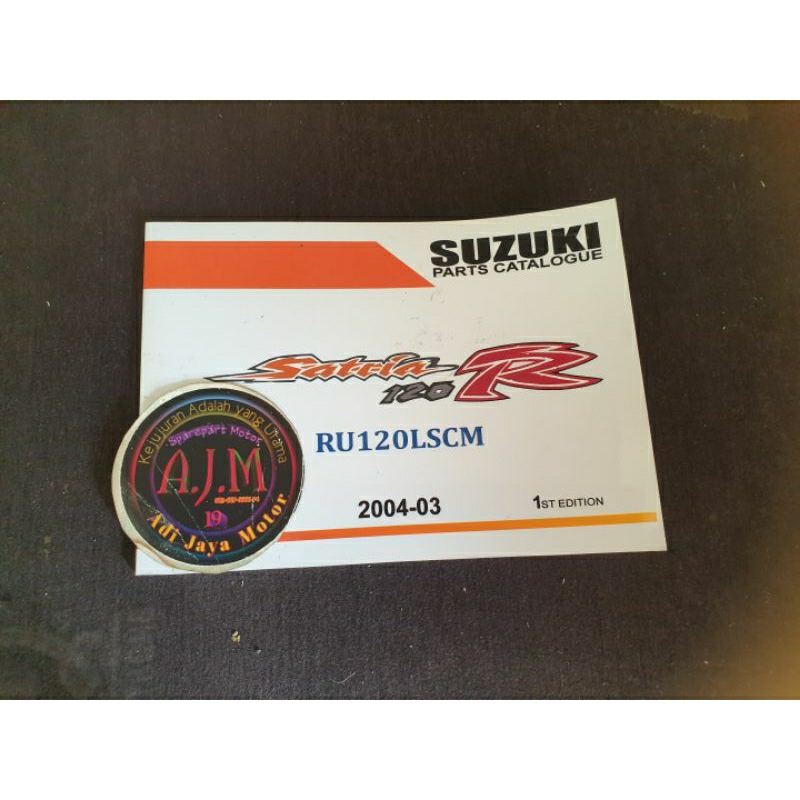 SUZUKI
PARTS CATALOGUE
Satria
120 R
RU120LSCM
2004-03
1ST EDITION
Kejujuran Adalah yang Utama
Sparepart Motor
A.J.M
19
Adi Jaya Motor